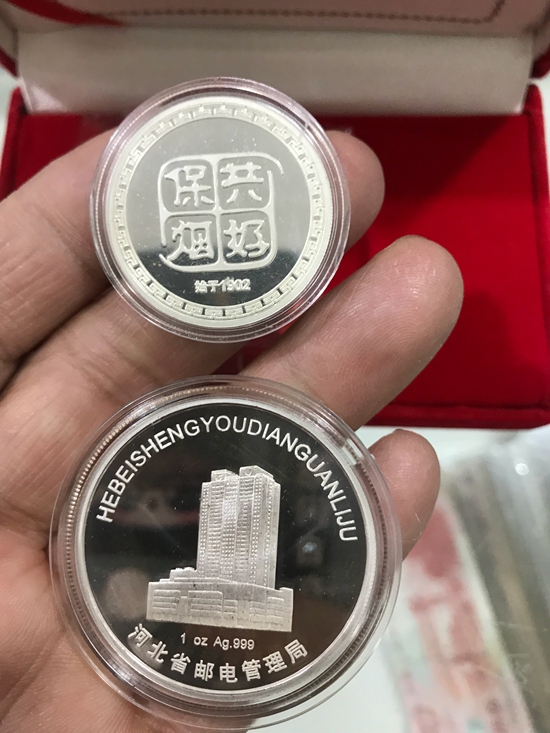 保共
烟好
始于1902
HEBEISHENGYOUDIANGUANLIJU
1 oz Ag.999
河北省邮电管理局